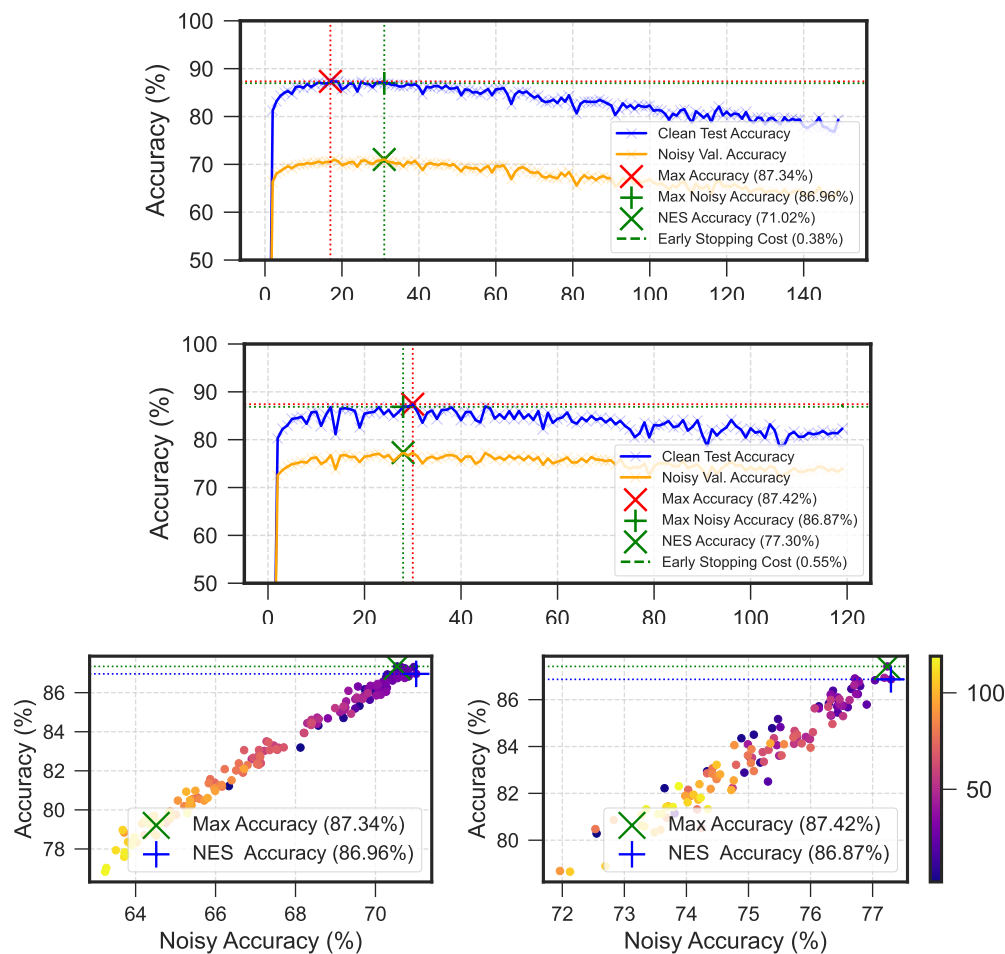 100
90
80
70
60
50
Accuracy (%)
Clean Test Accuracy
Noisy Val. Accuracy
Max Accuracy (87.34%)
Max Noisy Accuracy (86.96%)
NES Accuracy (71.02%)
Early Stopping Cost (0.38%)
0 20 40 60 80 100 120 140
100
90
80
70
60
50
Accuracy (%)
Clean Test Accuracy
Noisy Val. Accuracy
Max Accuracy (87.42%)
Max Noisy Accuracy (86.87%)
NES Accuracy (77.30%)
Early Stopping Cost (0.55%)
0 20 40 60 80 100 120
86
84
82
80
78
Accuracy (%)
Max Accuracy (87.34%)
NES Accuracy (86.96%)
64 66 68 70
Noisy Accuracy (%)
86
84
82
80
Accuracy (%)
Max Accuracy (87.42%)
NES Accuracy (86.87%)
72 73 74 75 76 77
Noisy Accuracy (%)
100
50